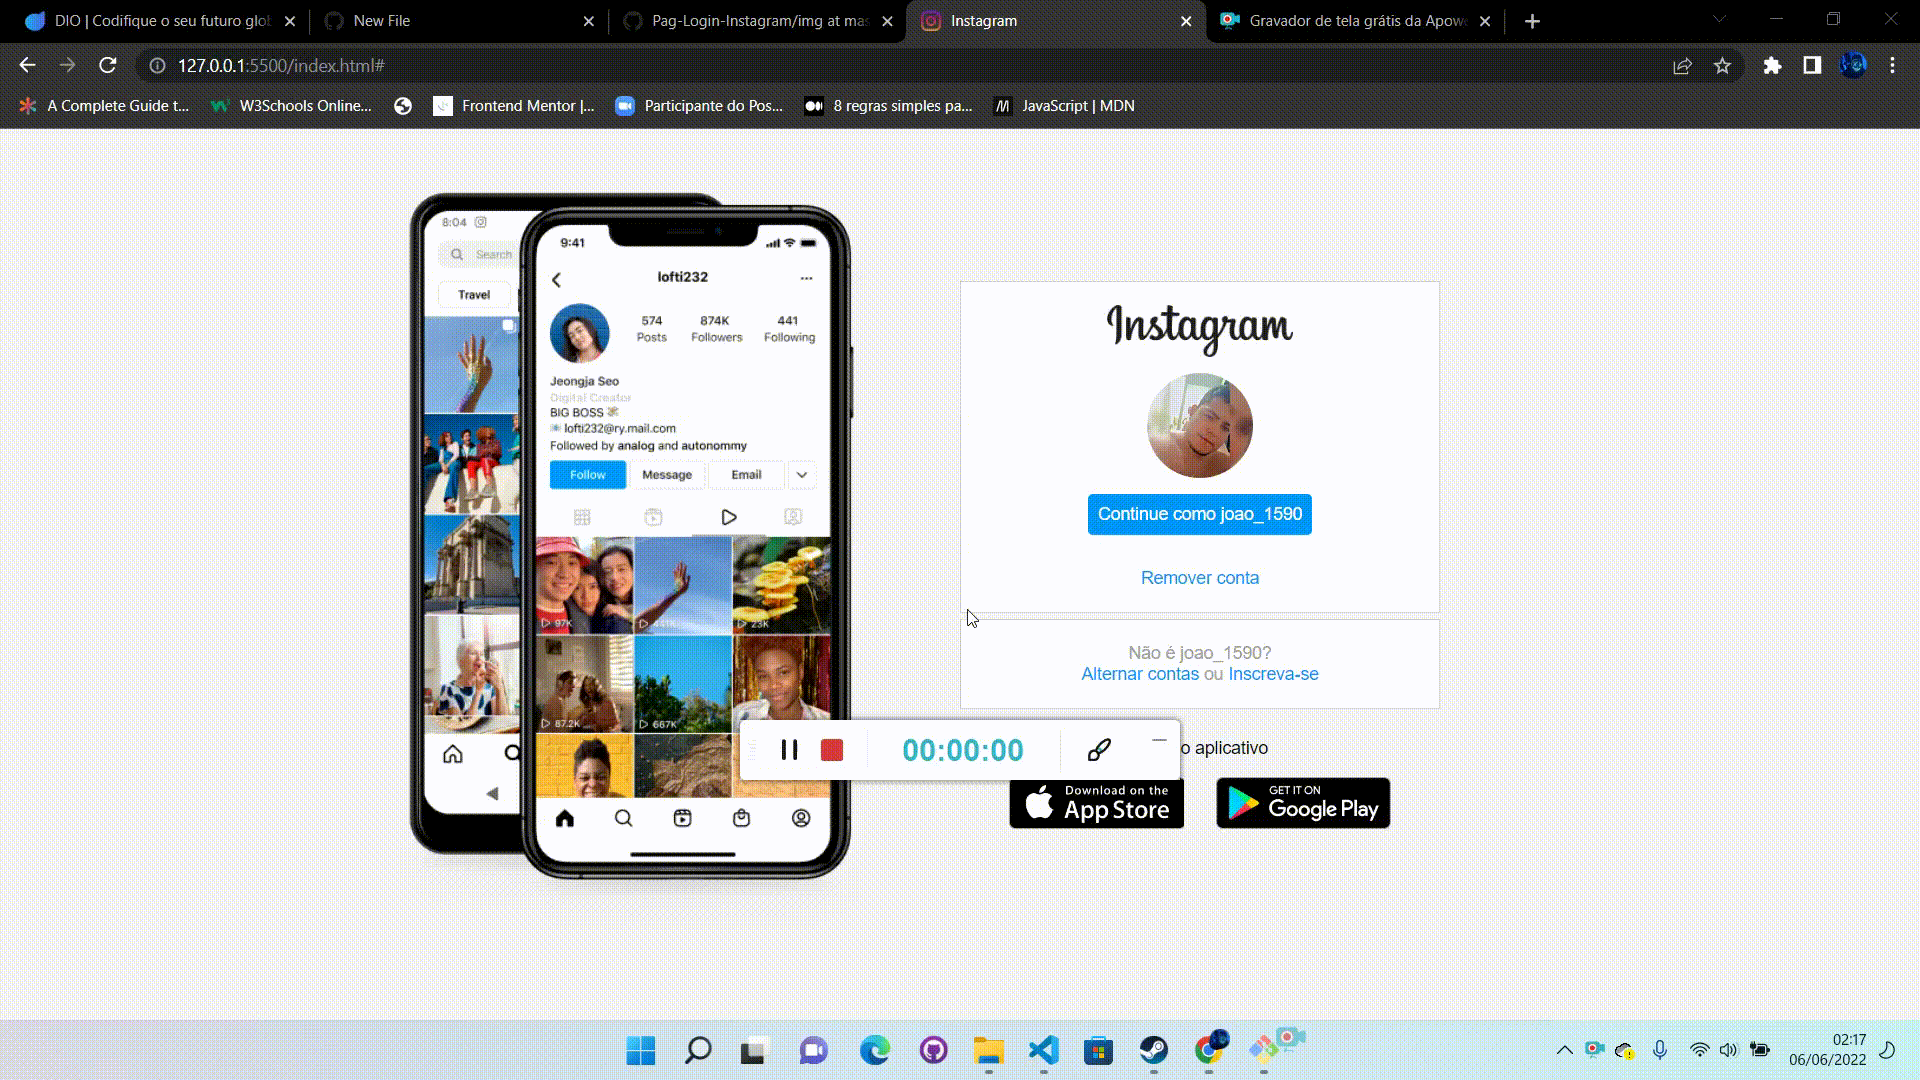 DIO | Codifique o seu futuro glob
New File
Pag-Login-Instagram/img at mas
Instagram
Gravador de tela grátis da Apowe
127.0.0.1:5500/index.html#
A Complete Guide t...
W3Schools Online...
Frontend Mentor |...
Participante do Pos...
8 regras simples pa...
JavaScript | MDN
8:04
Search
Travel
9:41
lofti232
574
874K
441
Posts
Followers
Following
Jeongja Seo
Digital Creator
BIG BOSS
lofti232@ry.mail.com
Followed by analog and autonommy
Follow
Message
Email
97K
23K
87.2K
667K
Instagram
Continue como joao_1590
Remover conta
Não é joao_1590?
Alternar contas ou Inscreva-se
00:00:00
o aplicativo
Download on the
App Store
GET IT ON
Google Play
02:17
06/06/2022